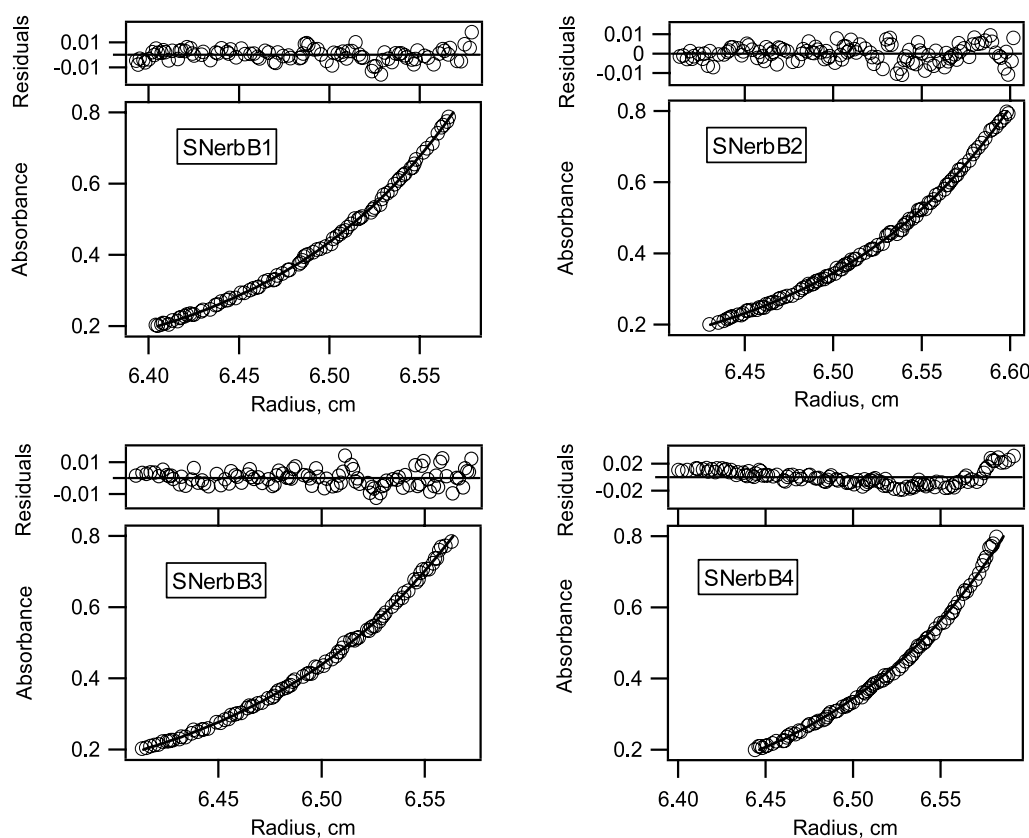 Residuals
0.01
-0.01
Absorbance
0.8
0.6
0.4
0.2
SNerbB1
6.40
6.45
6.50
6.55
Radius, cm
Residuals
0.01
0
-0.01
Absorbance
0.8
0.6
0.4
0.2
SNerbB2
6.45
6.50
6.55
6.60
Radius, cm
Residuals
0.01
-0.01
Absorbance
0.8
0.6
0.4
0.2
SNerbB3
6.45
6.50
6.55
Radius, cm
Residuals
0.02
-0.02
Absorbance
0.8
0.6
0.4
0.2
SNerbB4
6.40
6.45
6.50
6.55
Radius, cm